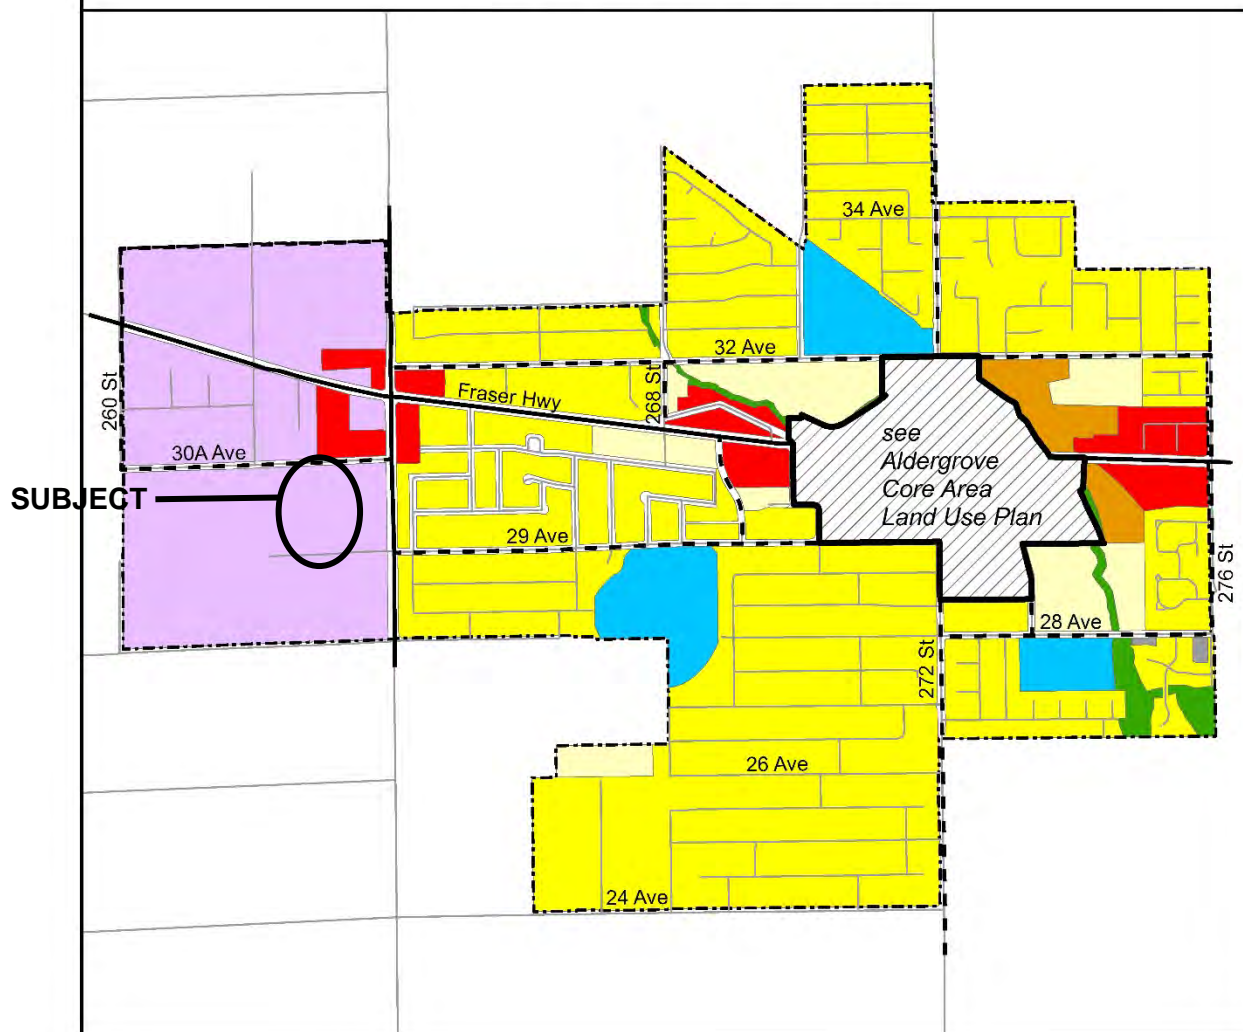 34 Ave
32 Ave
260 St
268 St
Fraser Hwy
30A Ave
see
Aldergrove
Core Area
Land Use Plan
SUBJECT
29 Ave
276 St
28 Ave
272 St
26 Ave
24 Ave